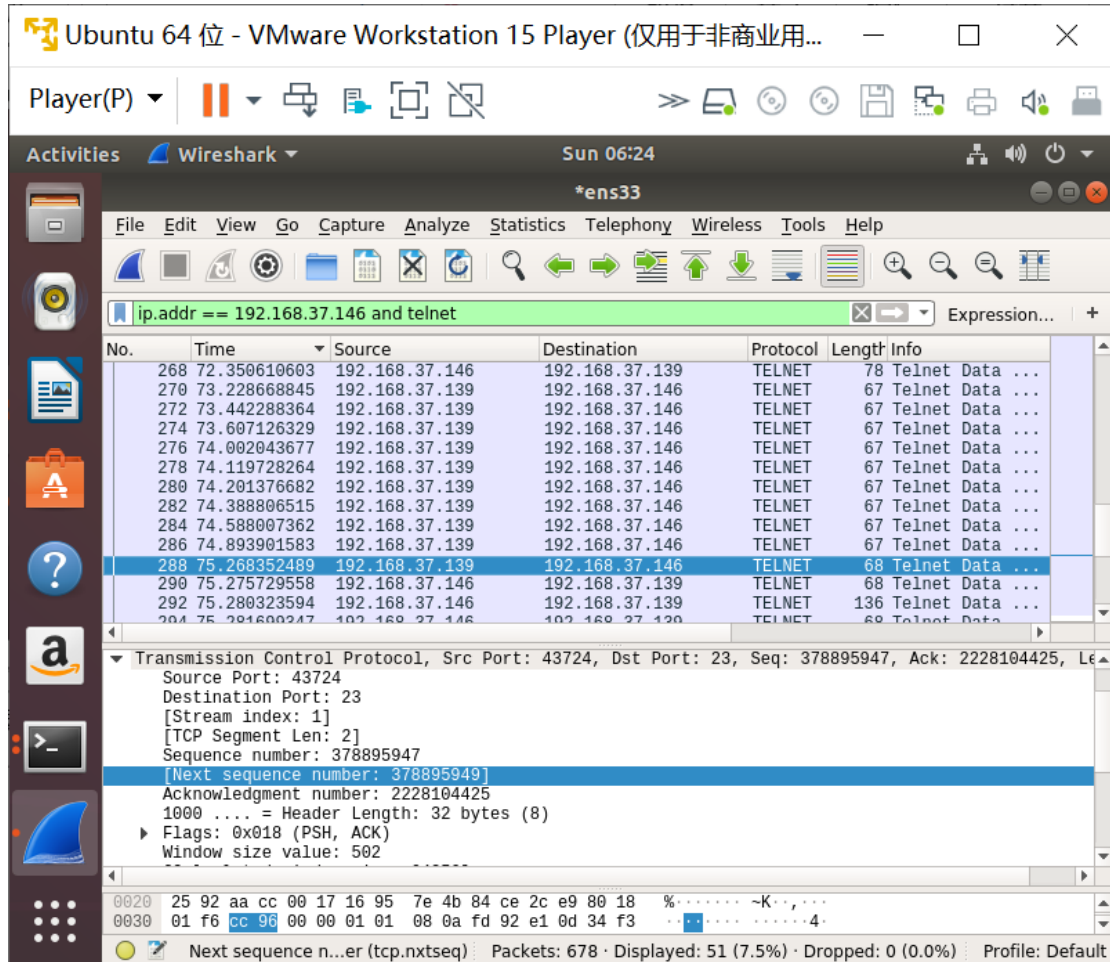 Ubuntu 64 位 - VMware Workstation 15 Player (仅用于非商业用...
Player(P)
Activities Wireshark Sun 06:24
*ens33
File Edit View Go Capture Analyze Statistics Telephony Wireless Tools Help
ip.addr == 192.168.37.146 and telnet Expression... +
No. Time Source Destination Protocol Length Info
268 72.350610603 192.168.37.146 192.168.37.139 TELNET 78 Telnet Data ...
270 73.228668845 192.168.37.139 192.168.37.146 TELNET 67 Telnet Data ...
272 73.442288364 192.168.37.139 192.168.37.146 TELNET 67 Telnet Data ...
274 73.607126329 192.168.37.139 192.168.37.146 TELNET 67 Telnet Data ...
276 74.002043677 192.168.37.139 192.168.37.146 TELNET 67 Telnet Data ...
278 74.119728264 192.168.37.139 192.168.37.146 TELNET 67 Telnet Data ...
280 74.201376682 192.168.37.139 192.168.37.146 TELNET 67 Telnet Data ...
282 74.388806515 192.168.37.139 192.168.37.146 TELNET 67 Telnet Data ...
284 74.588007362 192.168.37.139 192.168.37.146 TELNET 67 Telnet Data ...
286 74.893901583 192.168.37.139 192.168.37.146 TELNET 67 Telnet Data ...
288 75.268352489 192.168.37.139 192.168.37.146 TELNET 68 Telnet Data ...
290 75.275729558 192.168.37.146 192.168.37.139 TELNET 68 Telnet Data ...
292 75.280323594 192.168.37.146 192.168.37.139 TELNET 136 Telnet Data ...
294 75.281699347 192.168.37.146 192.168.37.139 TELNET 68 Telnet Data
Transmission Control Protocol, Src Port: 43724, Dst Port: 23, Seq: 378895947, Ack: 2228104425, Le
Source Port: 43724
Destination Port: 23
[Stream index: 1]
[TCP Segment Len: 2]
Sequence number: 378895947
[Next sequence number: 378895949]
Acknowledgment number: 2228104425
1000 .... = Header Length: 32 bytes (8)
Flags: 0x018 (PSH, ACK)
Window size value: 502
0020 25 92 aa cc 00 17 16 95 7e 4b 84 ce 2c e9 80 18 %······· ~K··,···
0030 01 f6 cc 96 00 00 01 01 08 0a fd 92 e1 0d 34 f3 ········ ······4·
Next sequence n...er (tcp.nxtseq) Packets: 678 · Displayed: 51 (7.5%) · Dropped: 0 (0.0%) Profile: Default